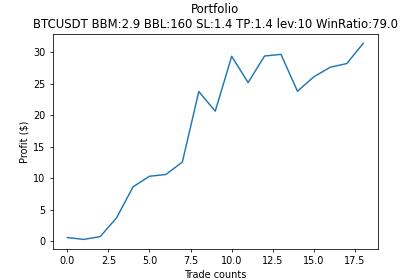 Portfolio
BTCUSDT BBM:2.9 BBL:160 SL:1.4 TP:1.4 lev:10 WinRatio:79.0
30
25
20
15
10
5
0
Profit ($)
0.0 2.5 5.0 7.5 10.0 12.5 15.0 17.5
Trade counts